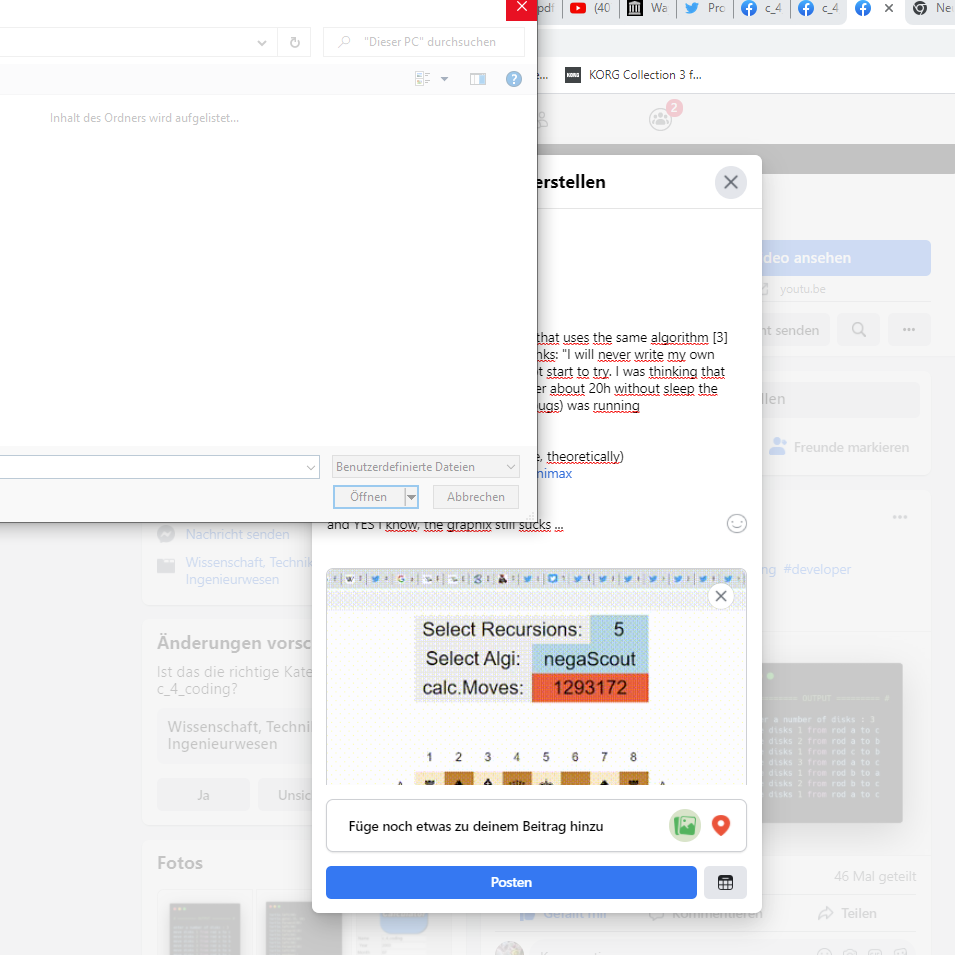 pdf
(40
Wa
Pro
c_4
c_4
Ne
"Dieser PC" durchsuchen
e...
KORG
KORG Collection 3 f...
Inhalt des Ordners wird aufgelistet...
2
erstellen
deo ansehen
youtu.be
ht senden
that uses the same algorithm [3]
nks: "I will never write my own
t start to try. I was thinking that
er about 20h without sleep the
ugs) was running
llen
Freunde markieren
e, theoretically)
nimax
Benutzerdefinierte Dateien
Öffnen
Abbrechen
and YES I know, the graphix still sucks ...
Nachricht senden
Wissenschaft, Technik
Ingenieurwesen
ng #developer
Select Recursions: 5
Select Algi: negaScout
calc.Moves: 1293172
1 2 3 4 5 6 7 8
Änderungen vorsc
Ist das die richtige Kate
c_4_coding?
Wissenschaft, Technik
Ingenieurwesen
Ja
Unsic
OUTPUT
er a number of disks : 3
disks 1 from rod a to c
disks 2 from rod a to b
disks 1 from rod c to b
disks 3 from rod a to c
disks 1 from rod b to a
disks 2 from rod b to c
disks 1 from rod a to c
Füge noch etwas zu deinem Beitrag hinzu
Posten
Fotos
46 Mal geteilt
Gefällt mir
Kommentieren
Teilen